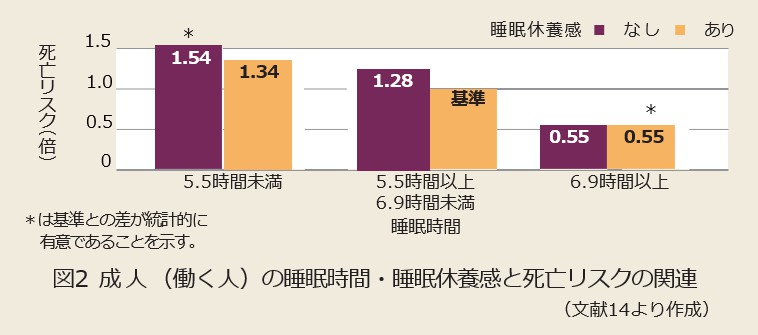 睡眠休養感 ■ なし ■ あり
死亡リスク(倍)
1.5
1.0
0.5
0
*
1.54
1.34
1.28
基準
0.55
*
0.55
5.5時間未満
5.5時間以上
6.9時間未満
6.9時間以上
睡眠時間
*は基準との差が統計的に
有意であることを示す。
図2 成人(働く人)の睡眠時間・睡眠休養感と死亡リスクの関連
(文献14より作成)